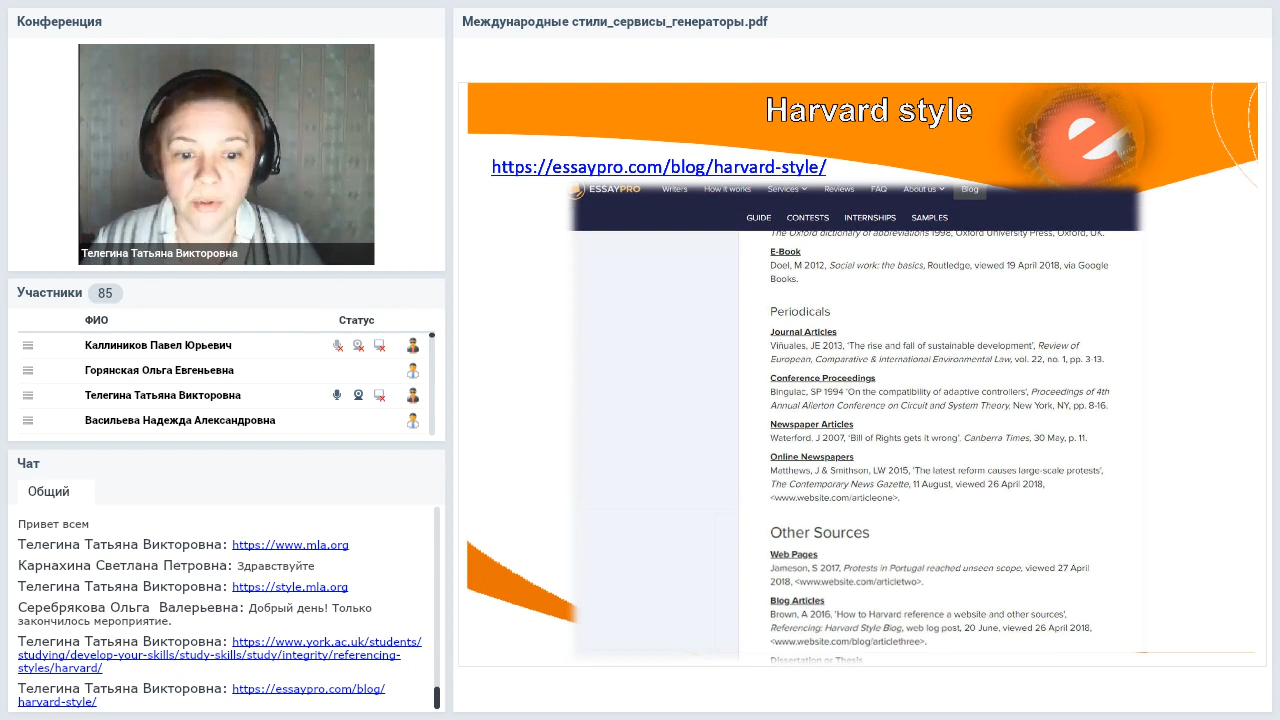 Конференция
Телегина Татьяна Викторовна
Участники 85
ФИО Статус
Каллиников Павел Юрьевич
Горянская Ольга Евгеньевна
Телегина Татьяна Викторовна
Васильева Надежда Александровна
Чат
Общий
Привет всем
Телегина Татьяна Викторовна: https://www.mla.org
Карнахина Светлана Петровна: Здравствуйте
Телегина Татьяна Викторовна: https://style.mla.org
Серебрякова Ольга Валерьевна: Добрый день! Только
закончилось мероприятие.
Телегина Татьяна Викторовна: https://www.york.ac.uk/students/
studying/develop-your-skills/study-skills/study/integrity/referencing-
styles/harvard/
Телегина Татьяна Викторовна: https://essaypro.com/blog/
harvard-style/
Международные стили_сервисы_генераторы.pdf
Harvard style
https://essaypro.com/blog/harvard-style/
ESSAYPRO Writers How it works Services Reviews FAQ About us Blog
GUIDE CONTESTS INTERNSHIPS SAMPLES
The Oxford dictionary of abbreviations 1998, Oxford University Press, Oxford, UK.
E-Book
Doel, M 2012, Social work: the basics, Routledge, viewed 19 April 2018, via Google
Books.
Periodicals
Journal Articles
Viñuales, JE 2013, 'The rise and fall of sustainable development', Review of
European, Comparative & International Environmental Law, vol. 22, no. 1, pp. 3-13.
Conference Proceedings
Bingulac, SP 1994 'On the compatibility of adaptive controllers', Proceedings of 4th
Annual Allerton Conference on Circuit and System Theory, New York, NY, pp. 8-16.
Newspaper Articles
Waterford, J 2007, 'Bill of Rights gets it wrong', Canberra Times, 30 May, p. 11.
Online Newspapers
Matthews, J & Smithson, LW 2015, 'The latest reform causes large-scale protests',
The Contemporary News Gazette, 11 August, viewed 26 April 2018,
<www.website.com/articleone>.
Other Sources
Web Pages
Jameson, S 2017, Protests in Portugal reached unseen scope, viewed 27 April
2018, <www.website.com/articletwo>.
Blog Articles
Brown, A 2016, 'How to Harvard reference a website and other sources',
Referencing: Harvard Style Blog, web log post, 20 June, viewed 26 April 2018,
<www.website.com/blog/articlethree>.
Dissertation or Thesis